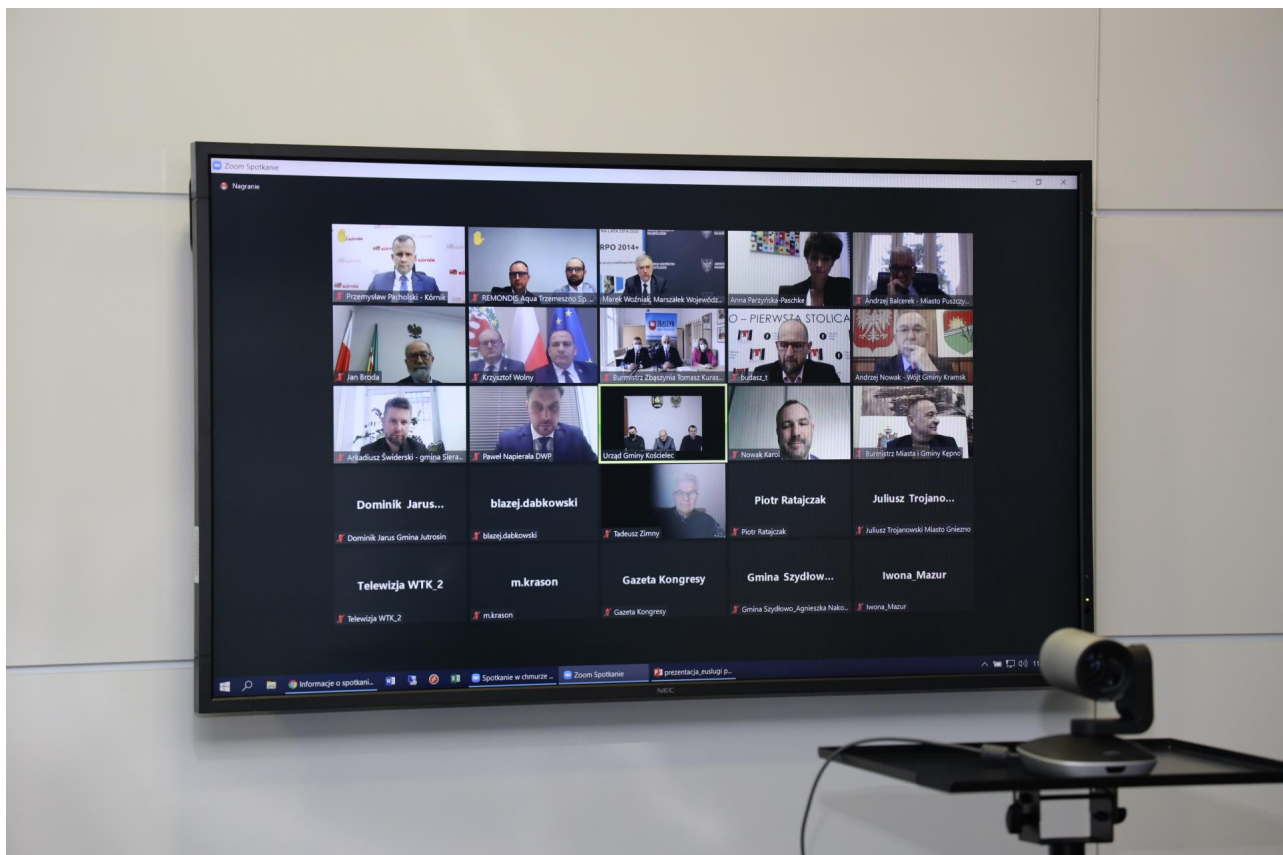 Zoom Spotkanie
Nagranie
kórnik
RPO 2014+
Przemysław Pacholski - Kórnik
REMONDIS Aqua Trzemeszno Sp. ...
Marek Woźniak, Marszałek Wojewódz...
Anna Parzyńska-Paschke
Andrzej Balcerek - Miasto Puszczy...
O – PIERWSZA STOLICA
ZBĄSZYŃ
Jan Broda
Krzysztof Wolny
Burmistrz Zbąszynia Tomasz Kuras...
budasz_t
Andrzej Nowak - Wójt Gminy Kramsk
Arkadiusz Świderski - gmina Siera...
Paweł Napierała DWP
Urząd Gminy Kościelec
Nowak Karol
Burmistrz Miasta i Gminy Kępno
Dominik Jarus...
blazej.dabkowski
Piotr Ratajczak
Juliusz Trojano...
Dominik Jarus Gmina Jutrosin
blazej.dabkowski
Tadeusz Zimny
Piotr Ratajczak
Juliusz Trojanowski Miasto Gniezno
Telewizja WTK_2
m.krason
Gazeta Kongresy
Gmina Szydłow...
Iwona_Mazur
Telewizja WTK_2
m.krason
Gazeta Kongresy
Gmina Szydłowo_Agnieszka Nako...
Iwona_Mazur
Informacje o spotkani...
Spotkanie w chmurze ...
Zoom Spotkanie
prezentacja_euslugi p...
11
NEC